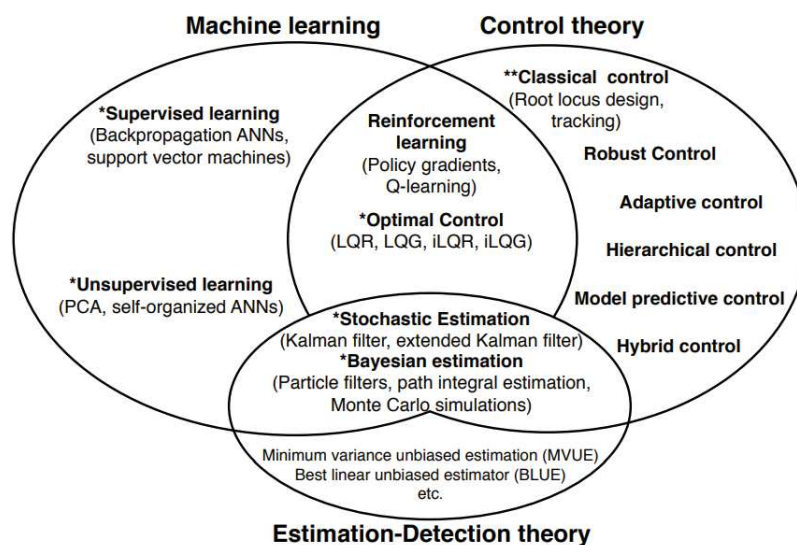 Machine learning
Control theory
*Supervised learning
(Backpropagation ANNs,
support vector machines)
*Unsupervised learning
(PCA, self-organized ANNs)
Reinforcement
learning
(Policy gradients,
Q-learning)
*Optimal Control
(LQR, LQG, iLQR, iLQG)
**Classical control
(Root locus design,
tracking)
Robust Control
Adaptive control
Hierarchical control
Model predictive control
Hybrid control
*Stochastic Estimation
(Kalman filter, extended Kalman filter)
*Bayesian estimation
(Particle filters, path integral estimation,
Monte Carlo simulations)
Minimum variance unbiased estimation (MVUE)
Best linear unbiased estimator (BLUE)
etc.
Estimation-Detection theory